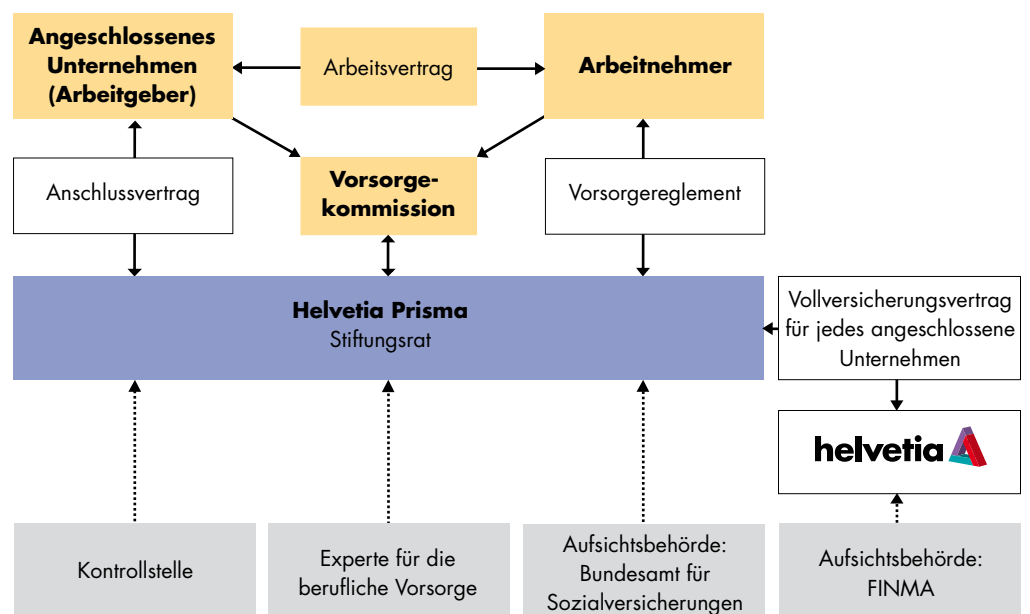 Angeschlossenes
Unternehmen
(Arbeitgeber)
Arbeitsvertrag
Arbeitnehmer
Anschlussvertrag
Vorsorge-
kommission
Vorsorgereglement
Helvetia Prisma
Stiftungsrat
Vollversicherungsvertrag
für jedes angeschlossene
Unternehmen
helvetia
Kontrollstelle
Experte für die
berufliche Vorsorge
Aufsichtsbehörde:
Bundesamt für
Sozialversicherungen
Aufsichtsbehörde:
FINMA